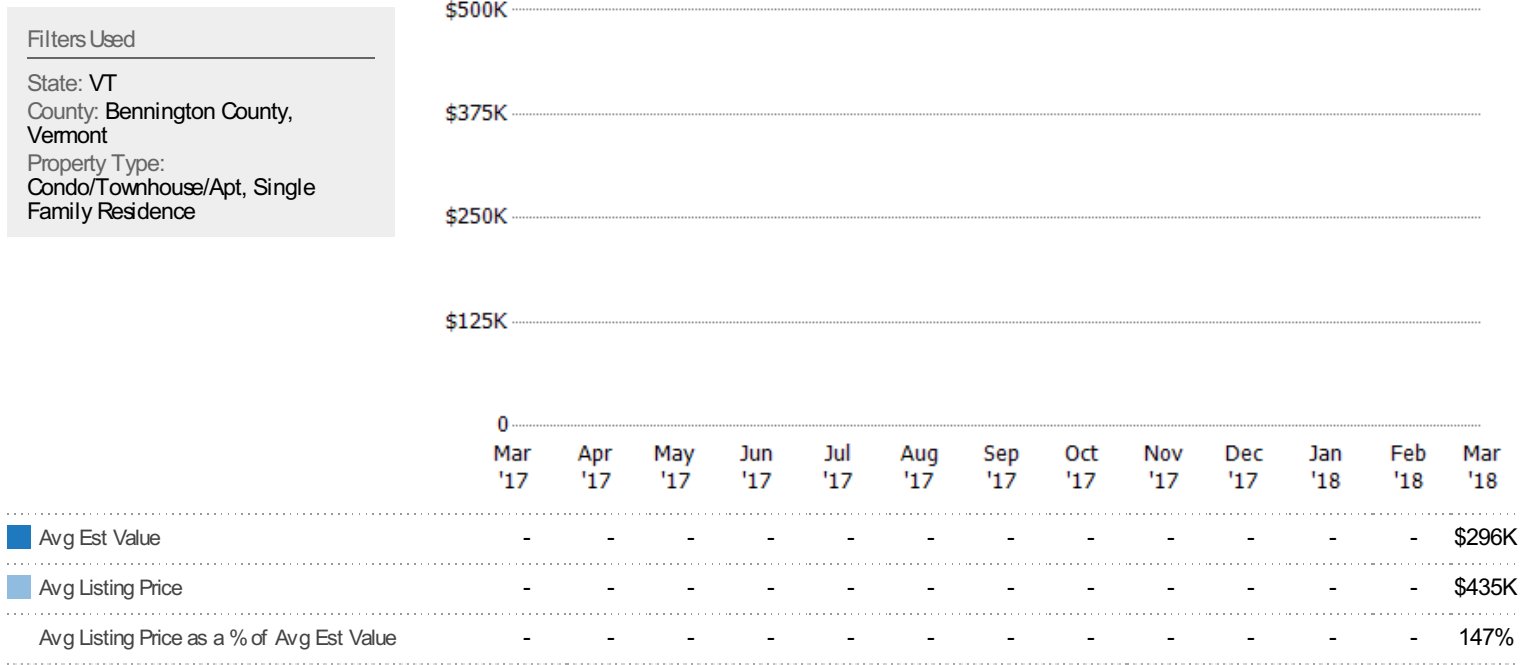 Filters Used
State: VT
County: Bennington County,
Vermont
Property Type:
Condo/Townhouse/Apt, Single
Family Residence
$500K
$375K
$250K
$125K
0
Mar Apr May Jun Jul Aug Sep Oct Nov Dec Jan Feb Mar
'17 '17 '17 '17 '17 '17 '17 '17 '17 '17 '18 '18 '18
Avg Est Value - - - - - - - - - - - - $296K
Avg Listing Price - - - - - - - - - - - - $435K
Avg Listing Price as a % of Avg Est Value - - - - - - - - - - - - 147%